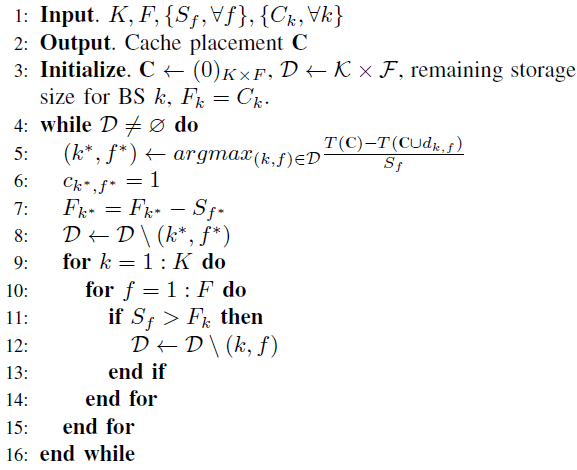 1: Input. K, F, {S_f, ∀f}, {C_k, ∀k}
2: Output. Cache placement C
3: Initialize. C ← (0)_{K×F}, 𝒟 ← 𝒦 × ℱ, remaining storage
size for BS k, F_k = C_k.
4: while 𝒟 ≠ ∅ do
5: (k*, f*) ← argmax_{(k,f)∈𝒟} \frac{T(C)−T(C∪d_{k,f})}{S_f}
6: c_{k*,f*} = 1
7: F_{k*} = F_{k*} − S_{f*}
8: 𝒟 ← 𝒟 \ (k*, f*)
9: for k = 1 : K do
10: for f = 1 : F do
11: if S_f > F_k then
12: 𝒟 ← 𝒟 \ (k, f)
13: end if
14: end for
15: end for
16: end while